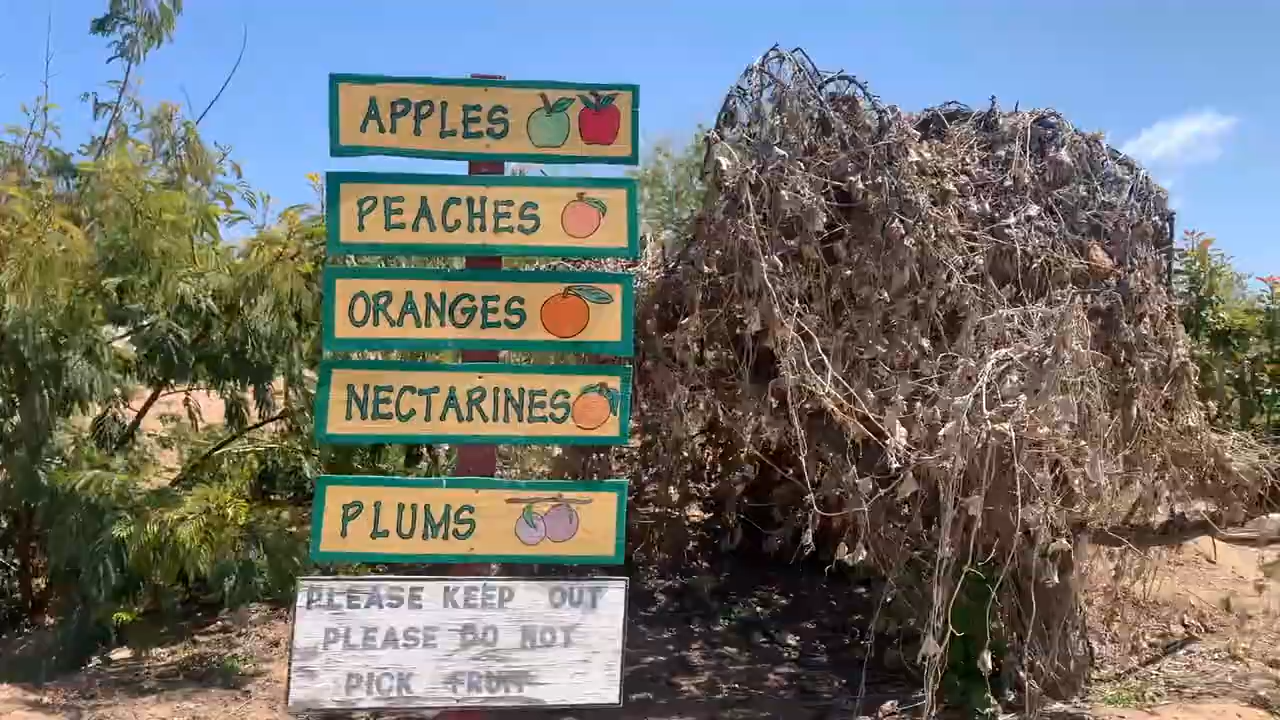 APPLES
PEACHES
ORANGES
NECTARINES
PLUMS
PLEASE KEEP OUT
PLEASE DO NOT
PICK FRUIT